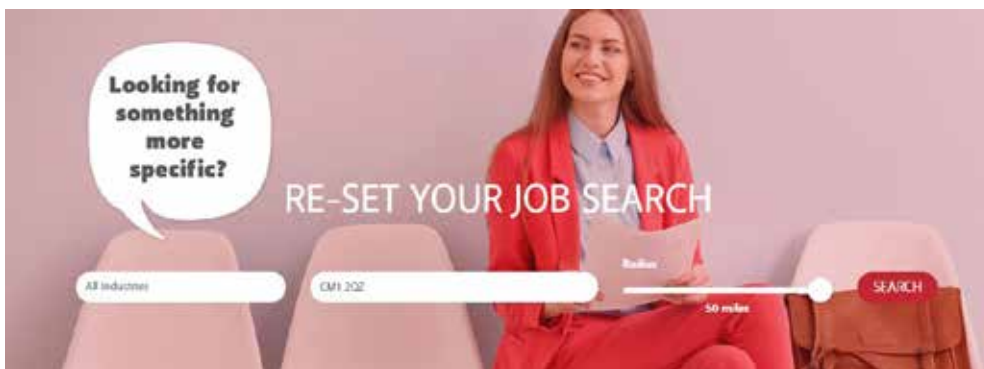 Looking for
something
more
specific?
RE-SET YOUR JOB SEARCH
Radius
All Industries
CM1 2QZ
SEARCH
50 miles